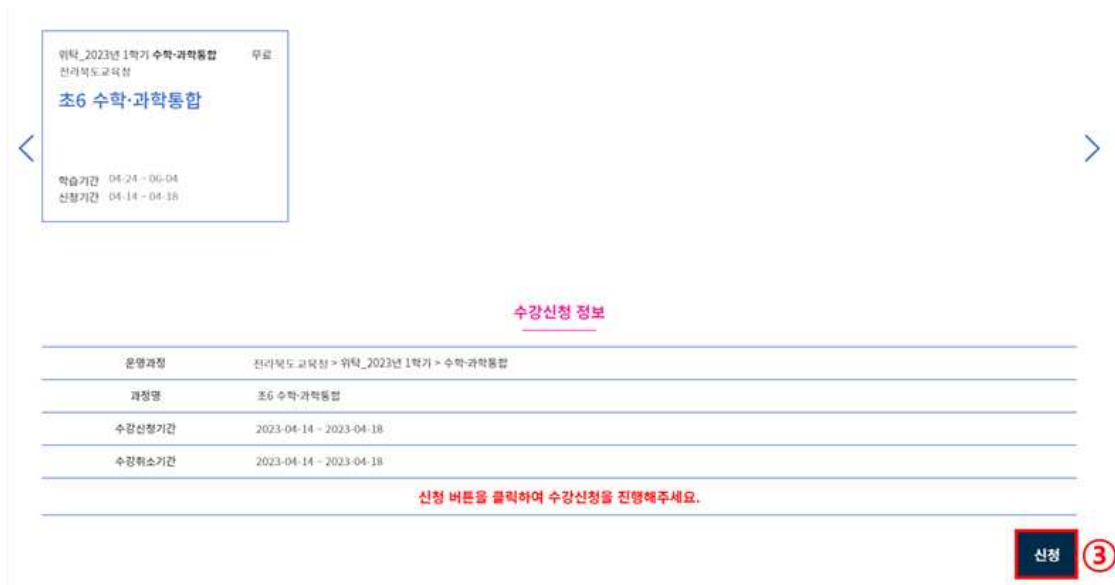 위탁_2023년 1학기 수학·과학통합 무료
전라북도교육청
초6 수학·과학통합
학습기간 04-24 ~ 06-04
신청기간 04-14 ~ 04-18
수강신청 정보
운영과정 전라북도교육청 > 위탁_2023년 1학기 > 수학·과학통합
과정명 초6 수학·과학통합
수강신청기간 2023-04-14 ~ 2023-04-18
수강취소기간 2023-04-14 ~ 2023-04-18
신청 버튼을 클릭하여 수강신청을 진행해주세요.
신청 ③